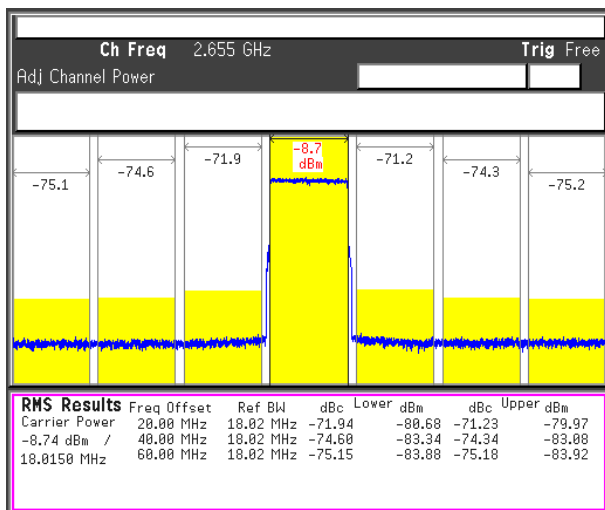 Ch Freq 2.655 GHz Trig Free
Adj Channel Power
-8.7
dBm
-71.9 -71.2
-74.6 -74.3
-75.1 -75.2
RMS Results Freq Offset Ref BW dBc Lower dBm dBc Upper dBm
Carrier Power 20.00 MHz 18.02 MHz -71.94 -80.68 -71.23 -79.97
-8.74 dBm / 40.00 MHz 18.02 MHz -74.60 -83.34 -74.34 -83.08
18.0150 MHz 60.00 MHz 18.02 MHz -75.15 -83.88 -75.18 -83.92